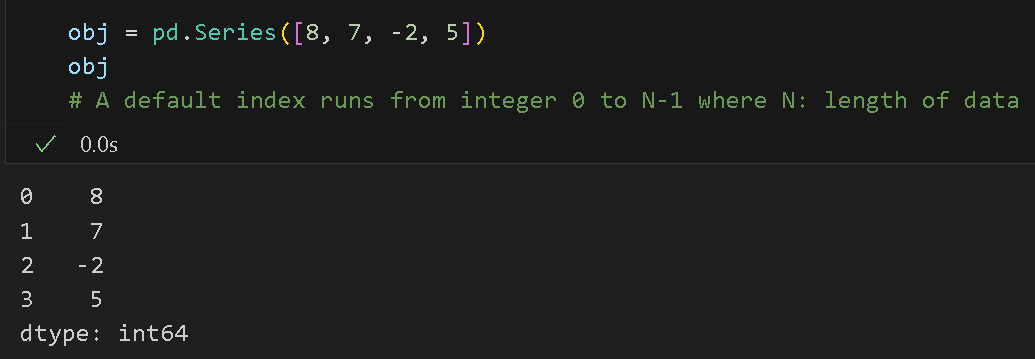 obj = pd.Series([8, 7, -2, 5])
obj
# A default index runs from integer 0 to N-1 where N: length of data
✓ 0.0s
0     8
1     7
2    -2
3     5
dtype: int64